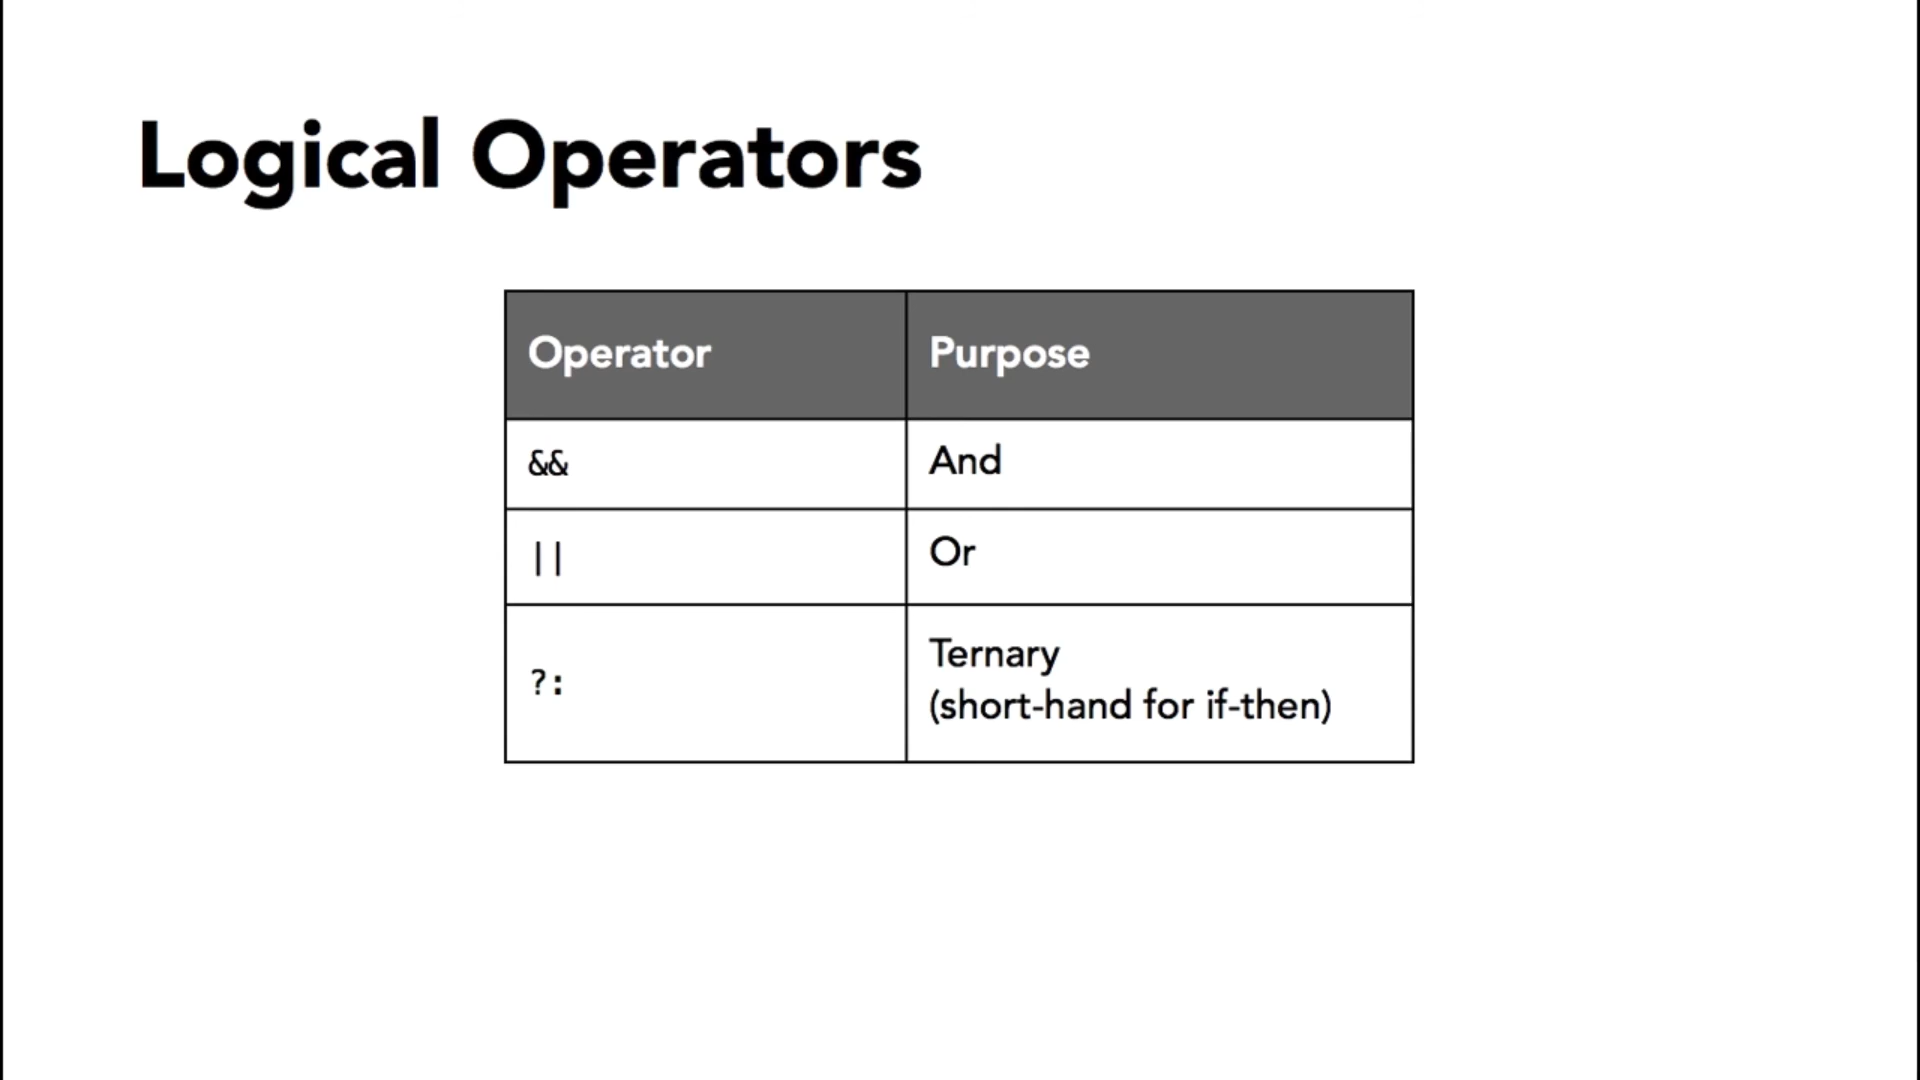 Logical Operators
Operator Purpose
&& And
|| Or
?: Ternary
(short-hand for if-then)